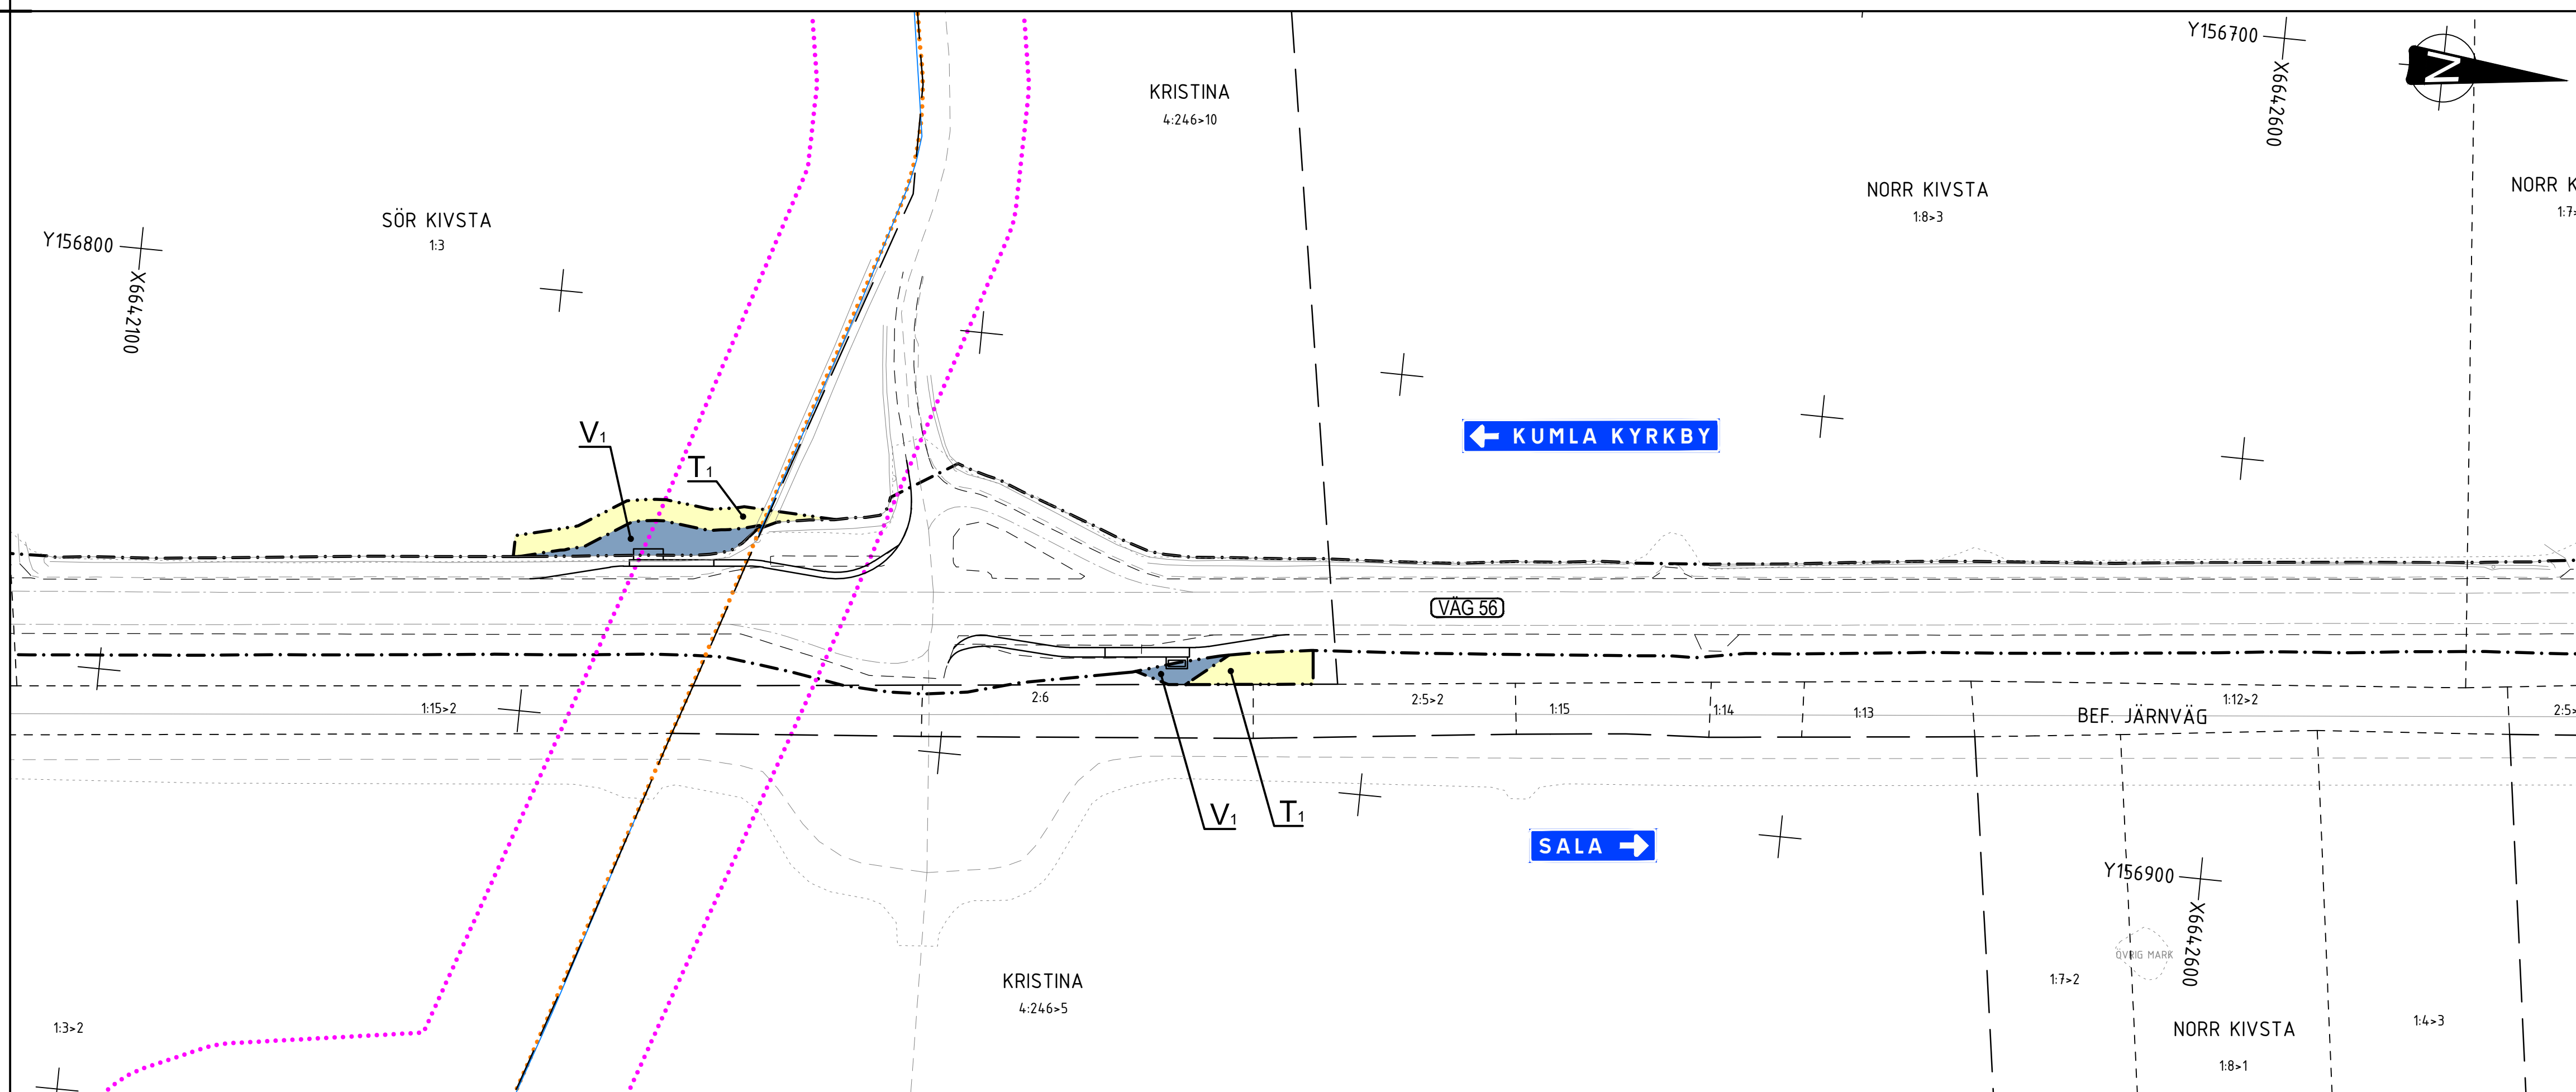 Y156700
X6642600
N
KRISTINA
4:246>10
NORR KIVSTA
1:8>3
NORR K
1:7>
SÖR KIVSTA
1:3
Y156800
X6642100
V1
T1
KUMLA KYRKBY
VÄG 56
1:15>2
2:6
2:5>2
1:15
1:14
1:13
BEF. JÄRNVÄG
1:12>2
2:5>
V1
T1
SALA
Y156900
X6642600
ÖVRIG MARK
KRISTINA
4:246>5
1:7>2
1:3>2
NORR KIVSTA
1:8>1
1:4>3